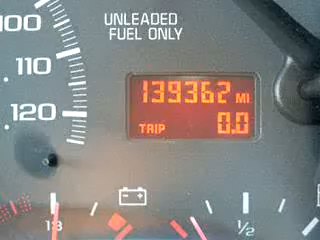 100
UNLEADED
FUEL ONLY
110
120
139362 MI
TRIP 0.0
1/2